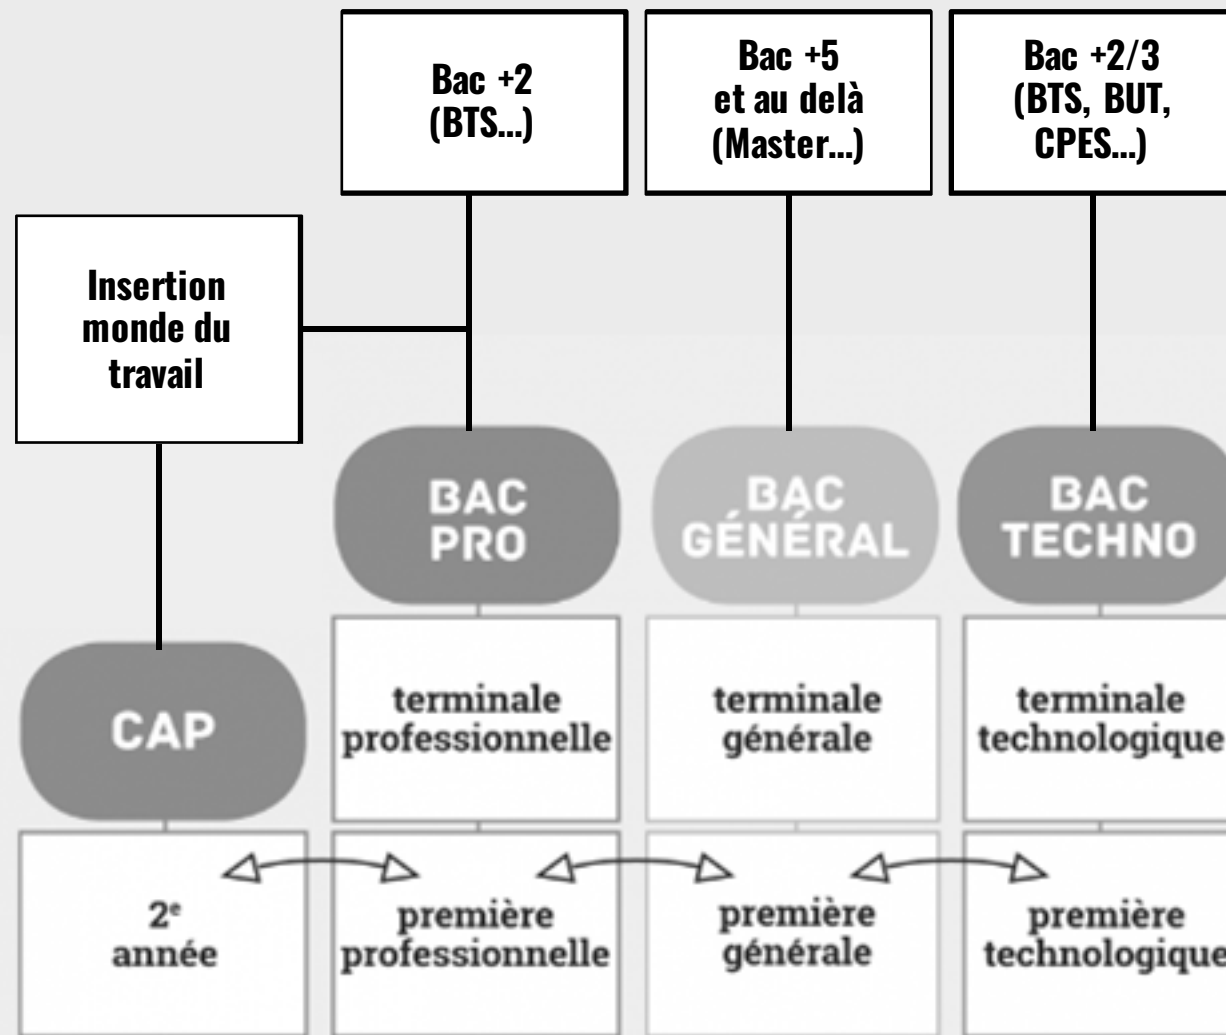 Bac +2
(BTS...)
Bac +5
et au delà
(Master...)
Bac +2/3
(BTS, BUT,
CPES...)
Insertion
monde du
travail
BAC
PRO
BAC
GÉNÉRAL
BAC
TECHNO
CAP
terminale
professionnelle
terminale
générale
terminale
technologique
2e
année
première
professionnelle
première
générale
première
technologique